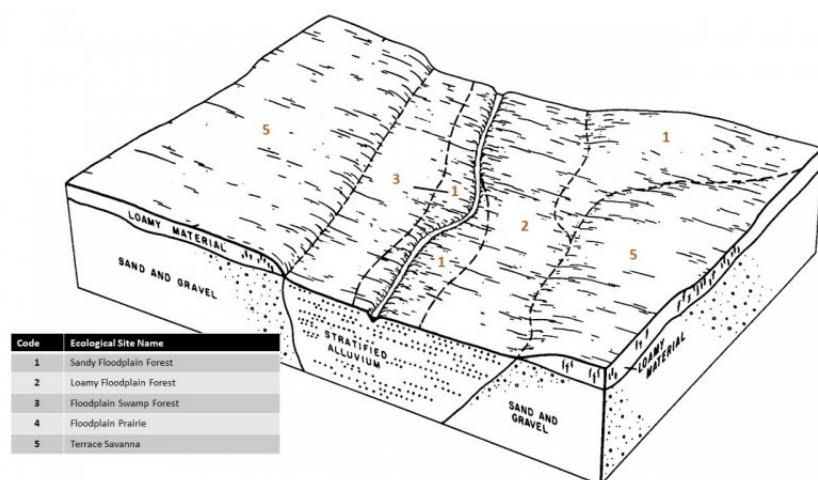 5
1
3
1
2
1
5
LOAMY MATERIAL
SAND AND GRAVEL
STRATIFIED
ALLUVIUM
SAND AND
GRAVEL
LOAMY
MATERIAL
Code Ecological Site Name
1 Sandy Floodplain Forest
2 Loamy Floodplain Forest
3 Floodplain Swamp Forest
4 Floodplain Prairie
5 Terrace Savanna